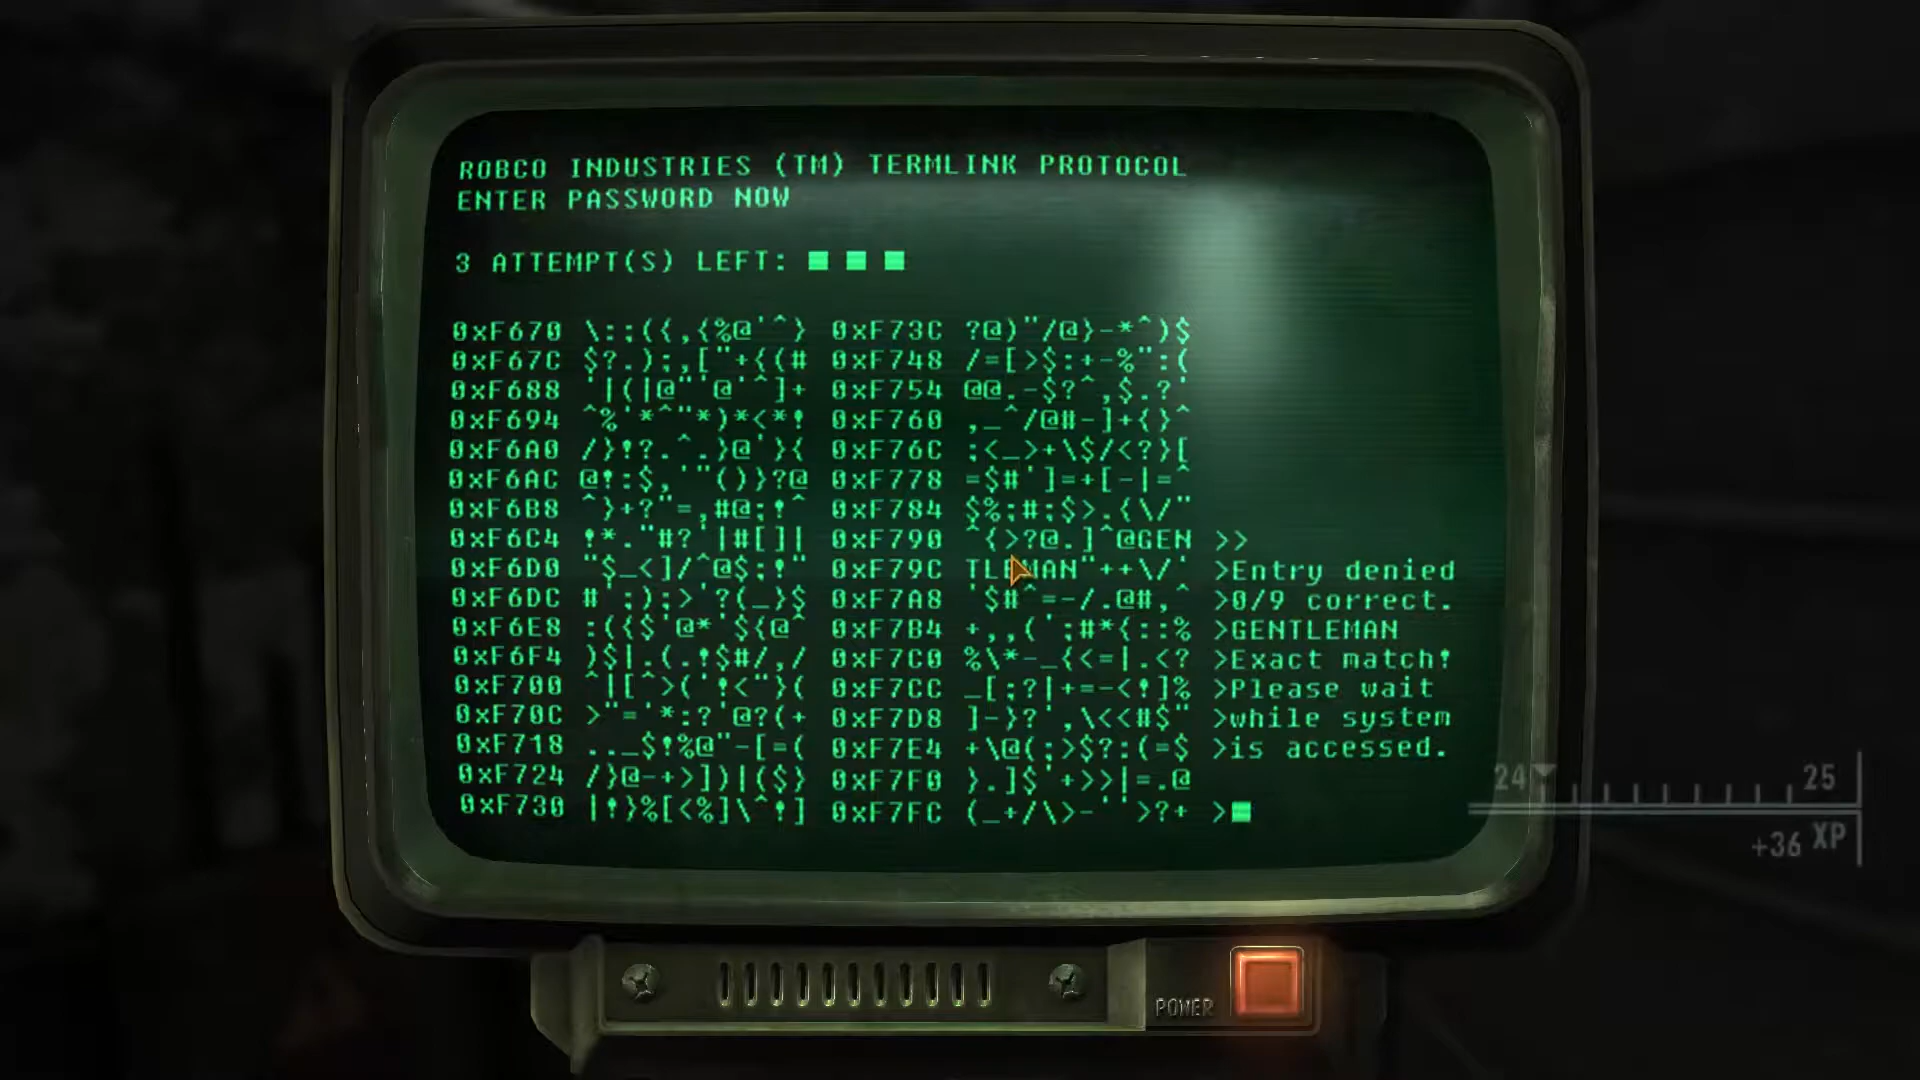 ROBCO INDUSTRIES (TM) TERMLINK PROTOCOL
ENTER PASSWORD NOW
3 ATTEMPT(S) LEFT: ■ ■ ■
0xF670 \:;({,{%@'^} 0xF73C ?@)"/@}-*^)$
0xF67C $?.);,["+{(# 0xF748 /=[>$:+-%":(
0xF688 '|(|@"'@'^]+ 0xF754 @@.-$?^,$.?'
0xF694 ^%'*^"*)*<*! 0xF760 ,_^/@#-]+{}^
0xF6A0 /}!?.^.}@'}{ 0xF76C :<_>+\$/<?}[
0xF6AC @!:$,'"()}?@ 0xF778 =$#']=+[-|=^
0xF6B8 ^}+?"=,#@;!^ 0xF784 $%;#;$>.{\/"
0xF6C4 !*."#?'|#[]| 0xF790 ^{>?@.]^@GEN >>
0xF6D0 "$_<]/^@$;!" 0xF79C TLEMAN"++\/' >Entry denied
0xF6DC #';);>'?(_}$ 0xF7A8 '$#^=-/.@#,^ >0/9 correct.
0xF6E8 :({$'@*'${@^ 0xF7B4 +,,(';#*{::% >GENTLEMAN
0xF6F4 )$|.(.!$#/,/ 0xF7C0 %\*-_{<=|.<? >Exact match!
0xF700 ^|[^>('!<"}( 0xF7CC _[;?|+=-<!]% >Please wait
0xF70C >"='*:?'@?(+ 0xF7D8 ]-}?',\<<#$" >while system
0xF718 .._$!%@"-[=( 0xF7E4 +\@(;>$?:(=$ >is accessed.
0xF724 /}@-+>])|($} 0xF7F0 }.]$'+>>|=.@
0xF730 |!}%[<%]\^!] 0xF7FC (_+/\>-''>?+ >■
24 25
+36 XP
POWER